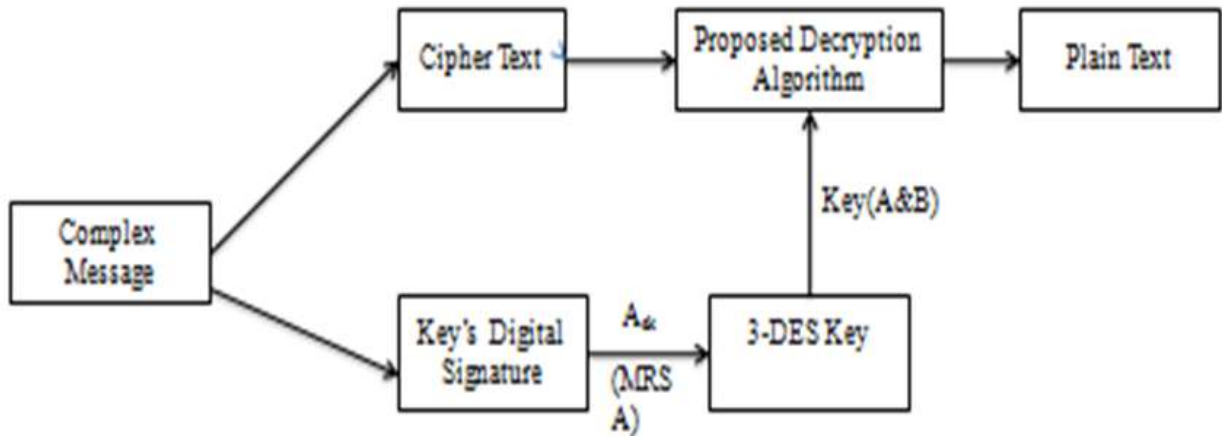 Cipher Text
Proposed Decryption
Algorithm
Plain Text
Key(A&B)
Complex
Message
Key's Digital
Signature
(MRS
A)
3-DES Key